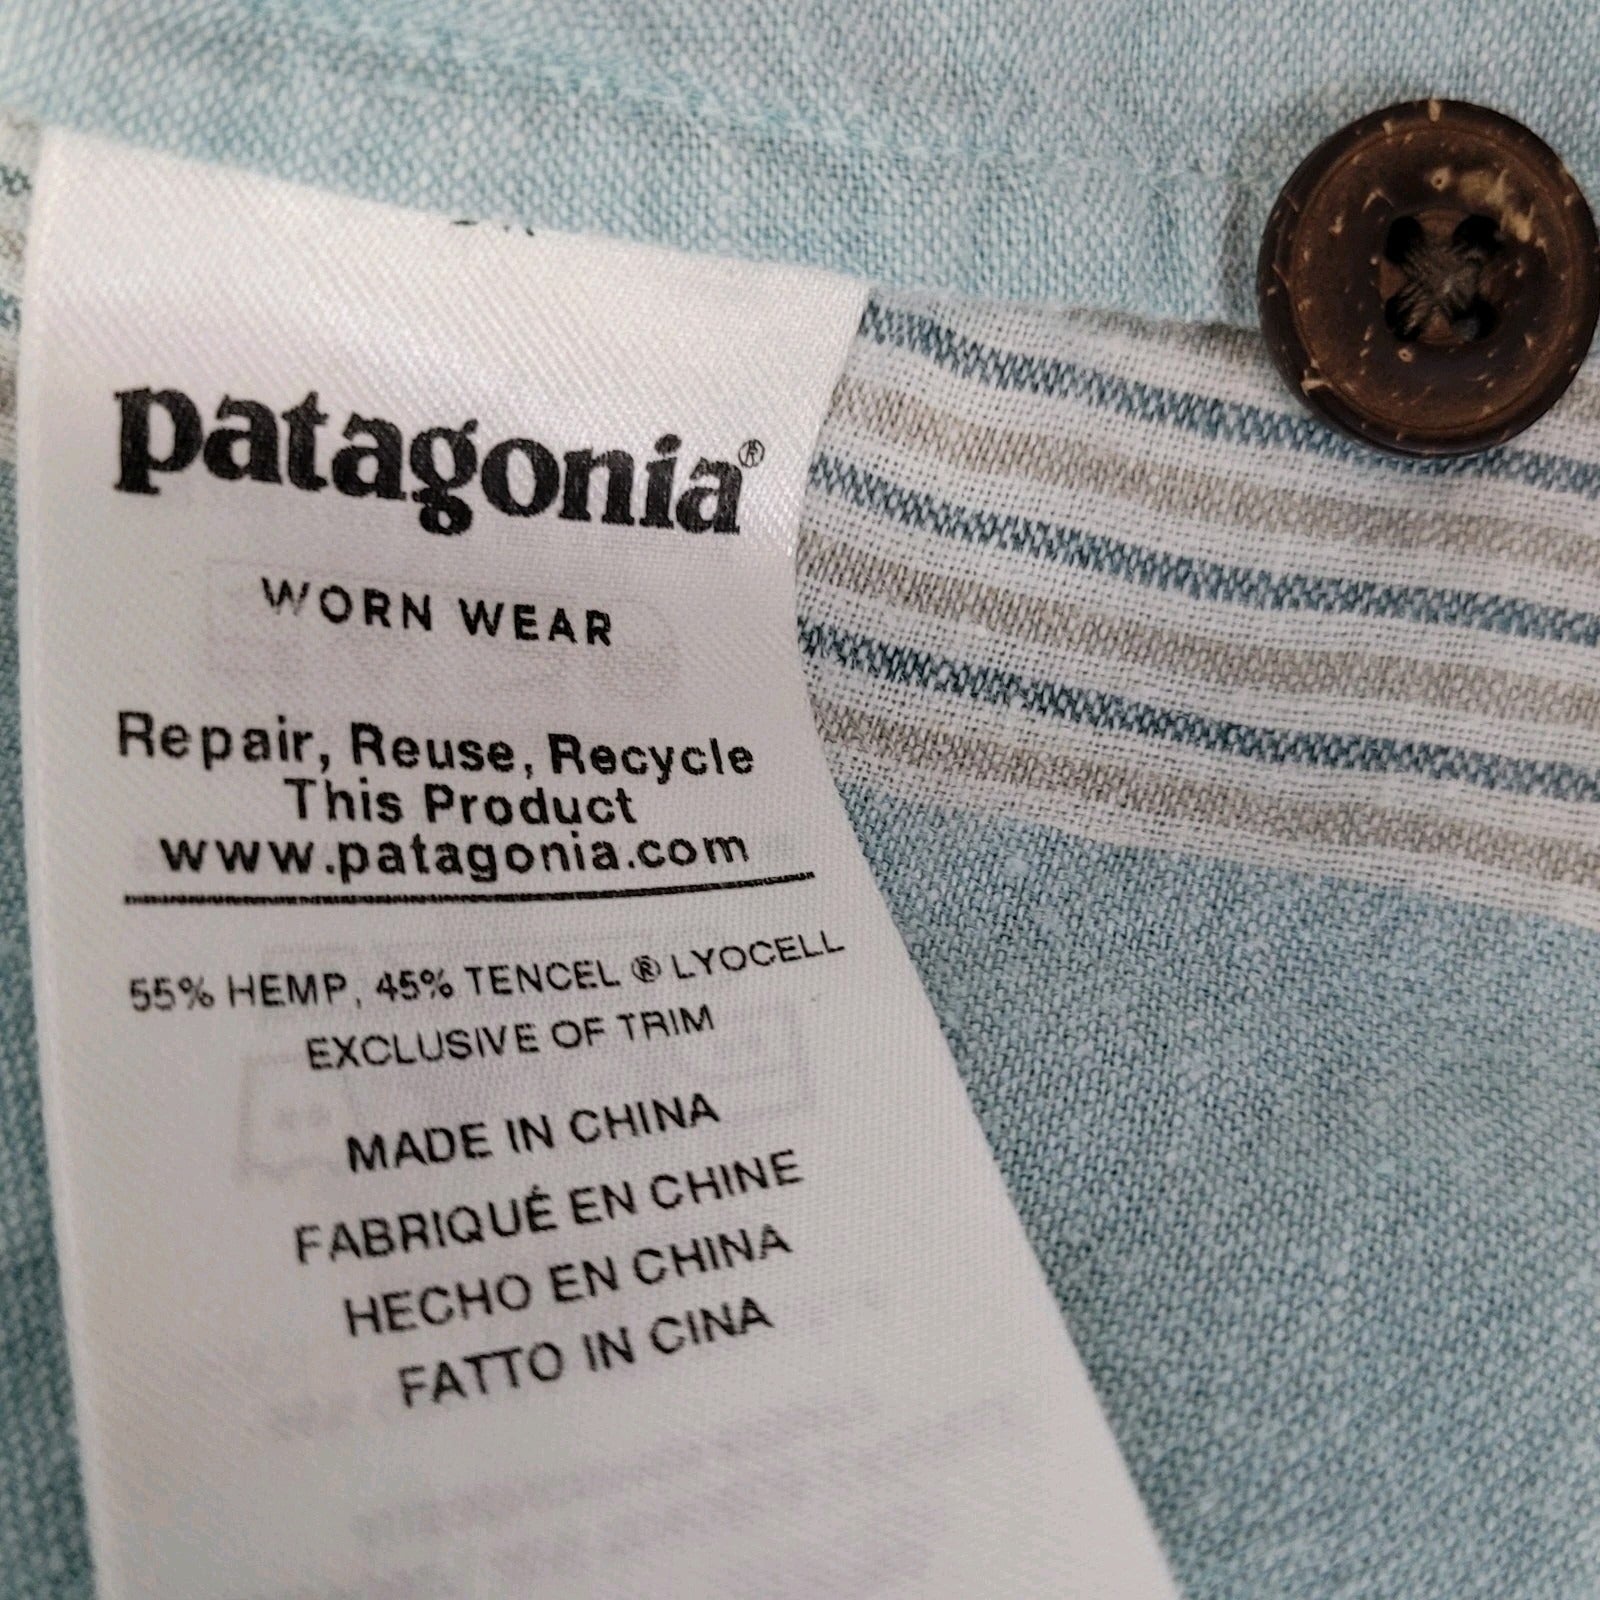 patagonia®
WORN WEAR
Repair, Reuse, Recycle
This Product
www.patagonia.com
55% HEMP, 45% TENCEL ® LYOCELL
EXCLUSIVE OF TRIM
MADE IN CHINA
FABRIQUÉ EN CHINE
HECHO EN CHINA
FATTO IN CINA